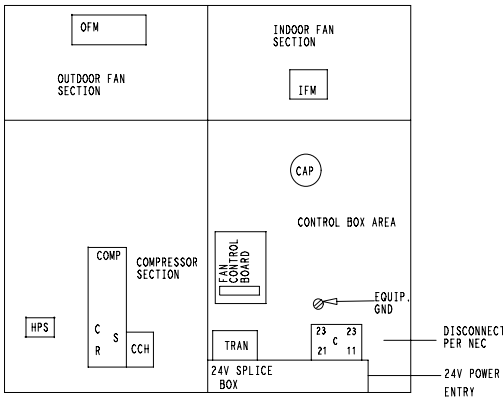 OFM
OUTDOOR FAN
SECTION
INDOOR FAN
SECTION
IFM
CAP
CONTROL BOX AREA
COMP
COMPRESSOR
SECTION
C
S
R
CCH
HPS
FAN
CONTROL
BOARD
EQUIP.
GND
TRAN
23 23
C
21 11
DISCONNECT
PER NEC
24V SPLICE
BOX
24V POWER
ENTRY